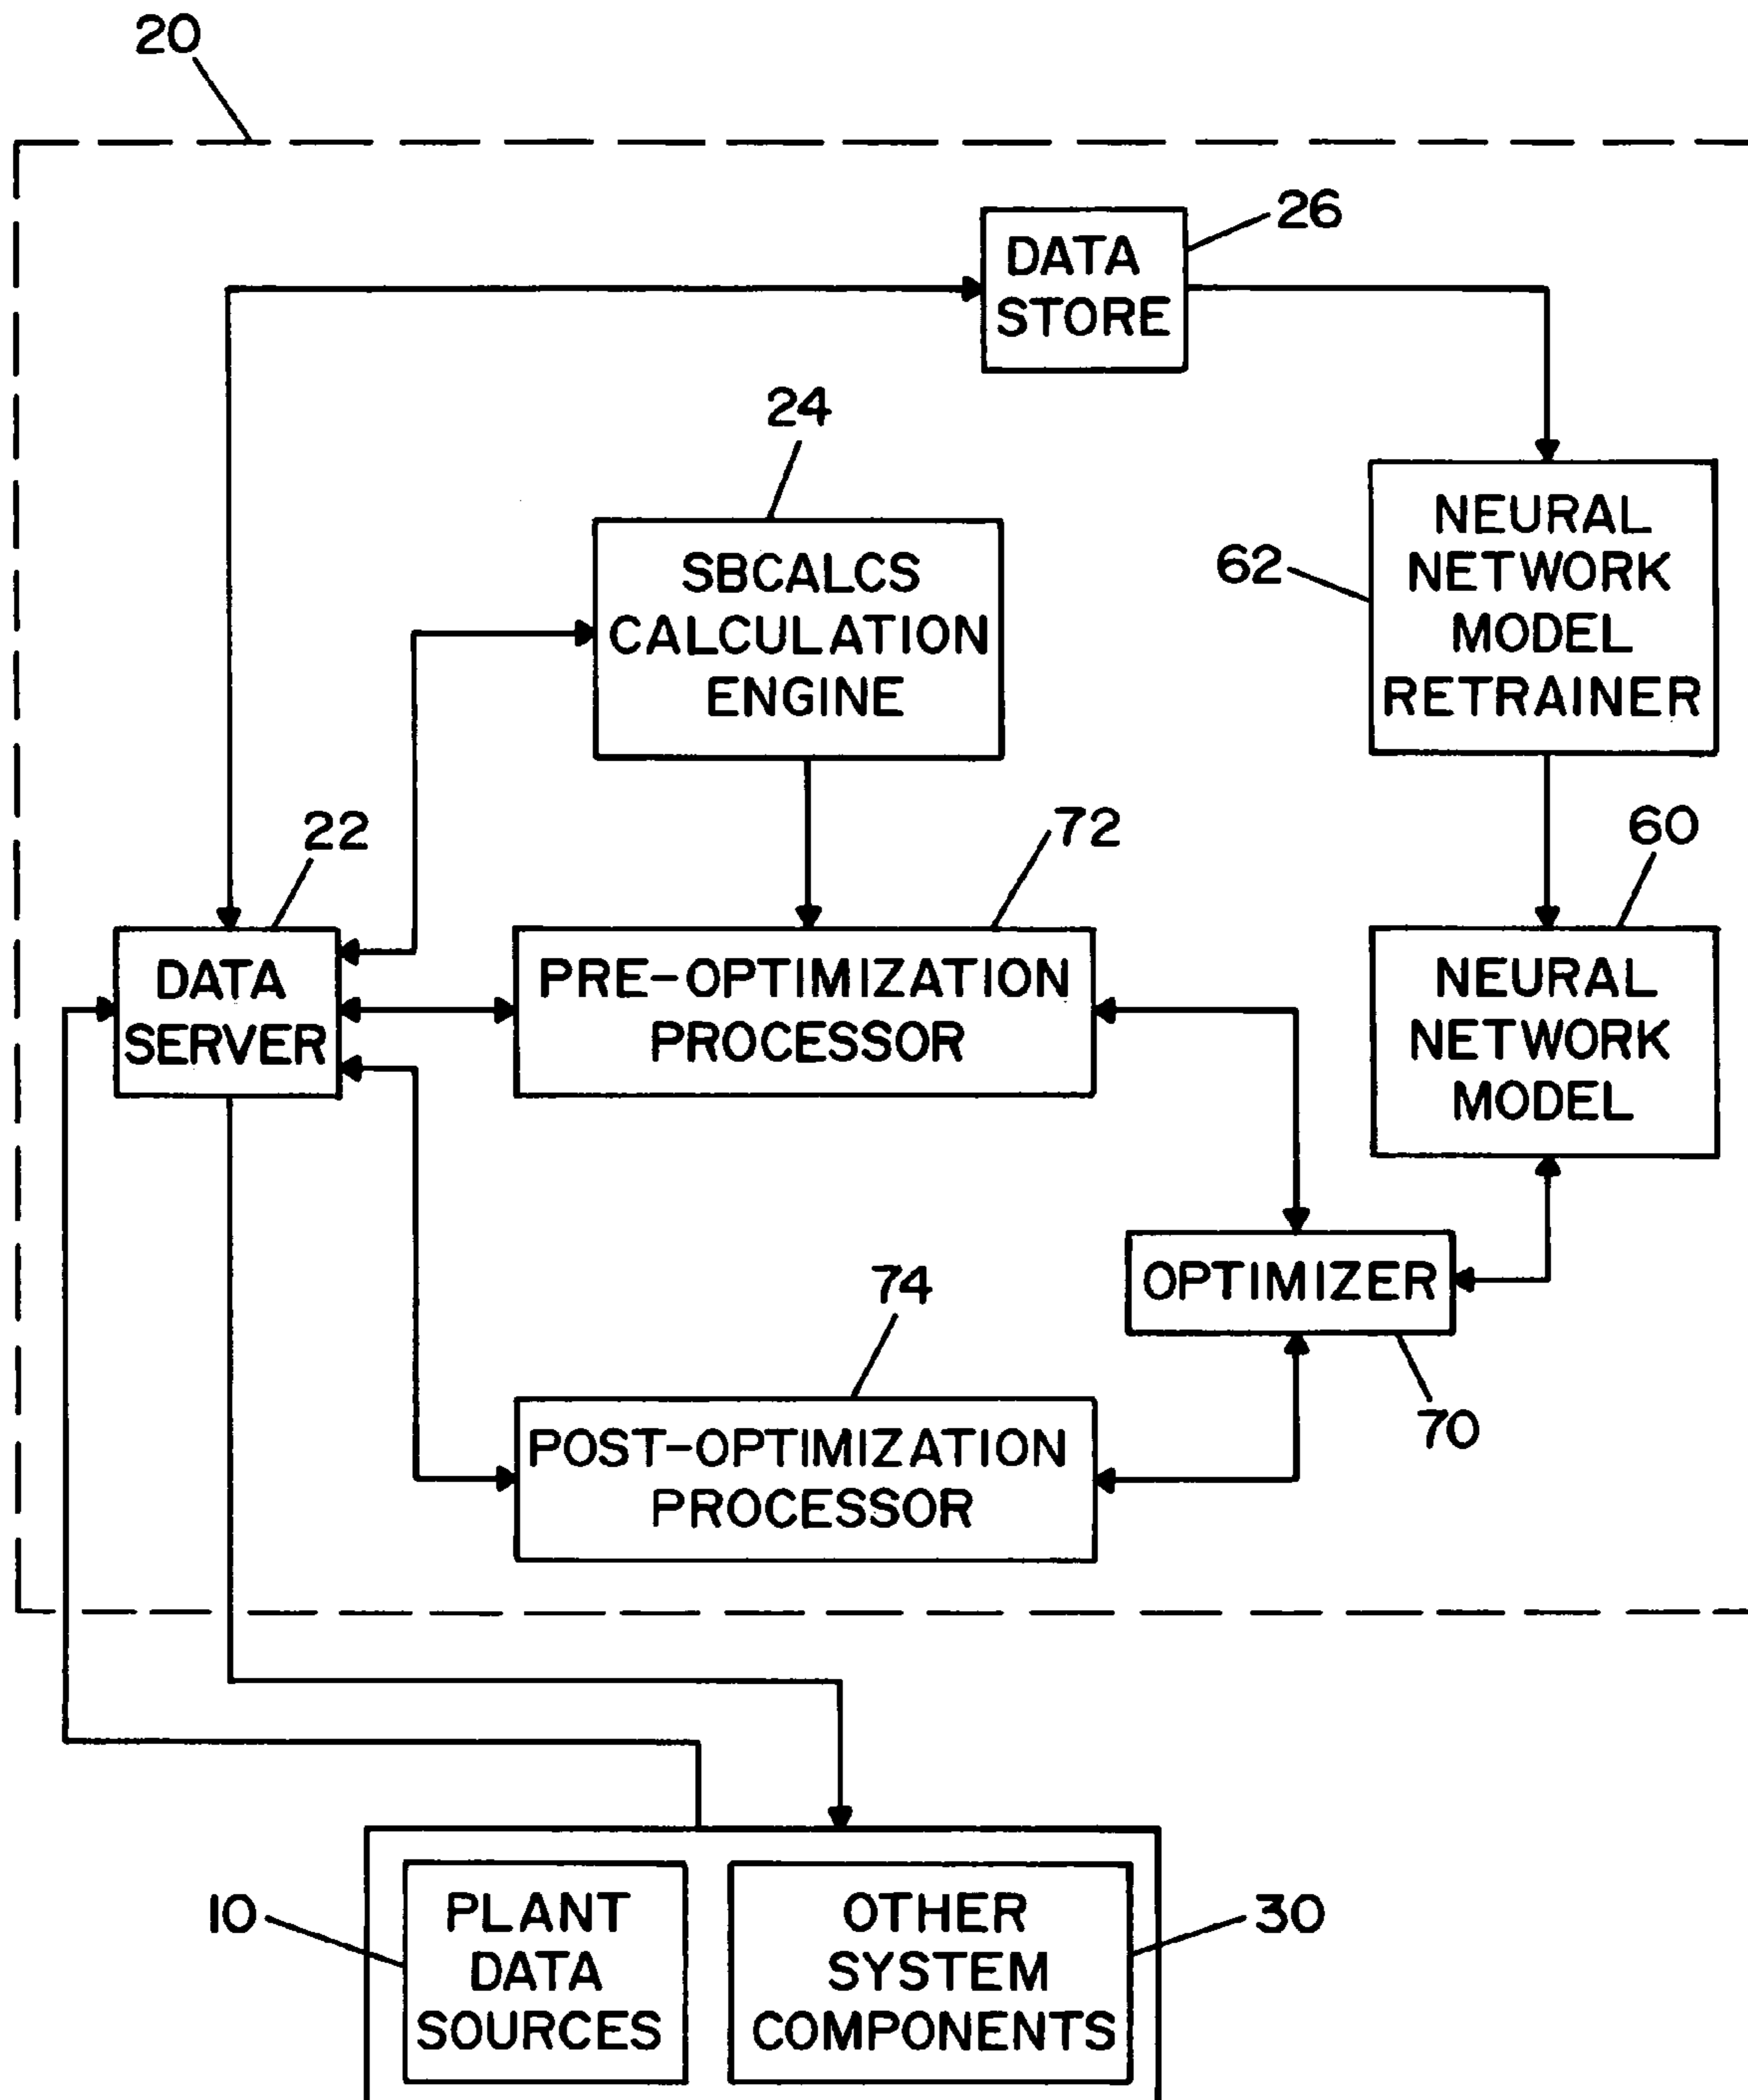 20
26
DATA
STORE
24
SBCALCS
CALCULATION
ENGINE
62
NEURAL
NETWORK
MODEL
RETRAINER
22
72
60
DATA
SERVER
PRE-OPTIMIZATION
PROCESSOR
NEURAL
NETWORK
MODEL
OPTIMIZER
70
74
POST-OPTIMIZATION
PROCESSOR
10
PLANT
DATA
SOURCES
OTHER
SYSTEM
COMPONENTS
30